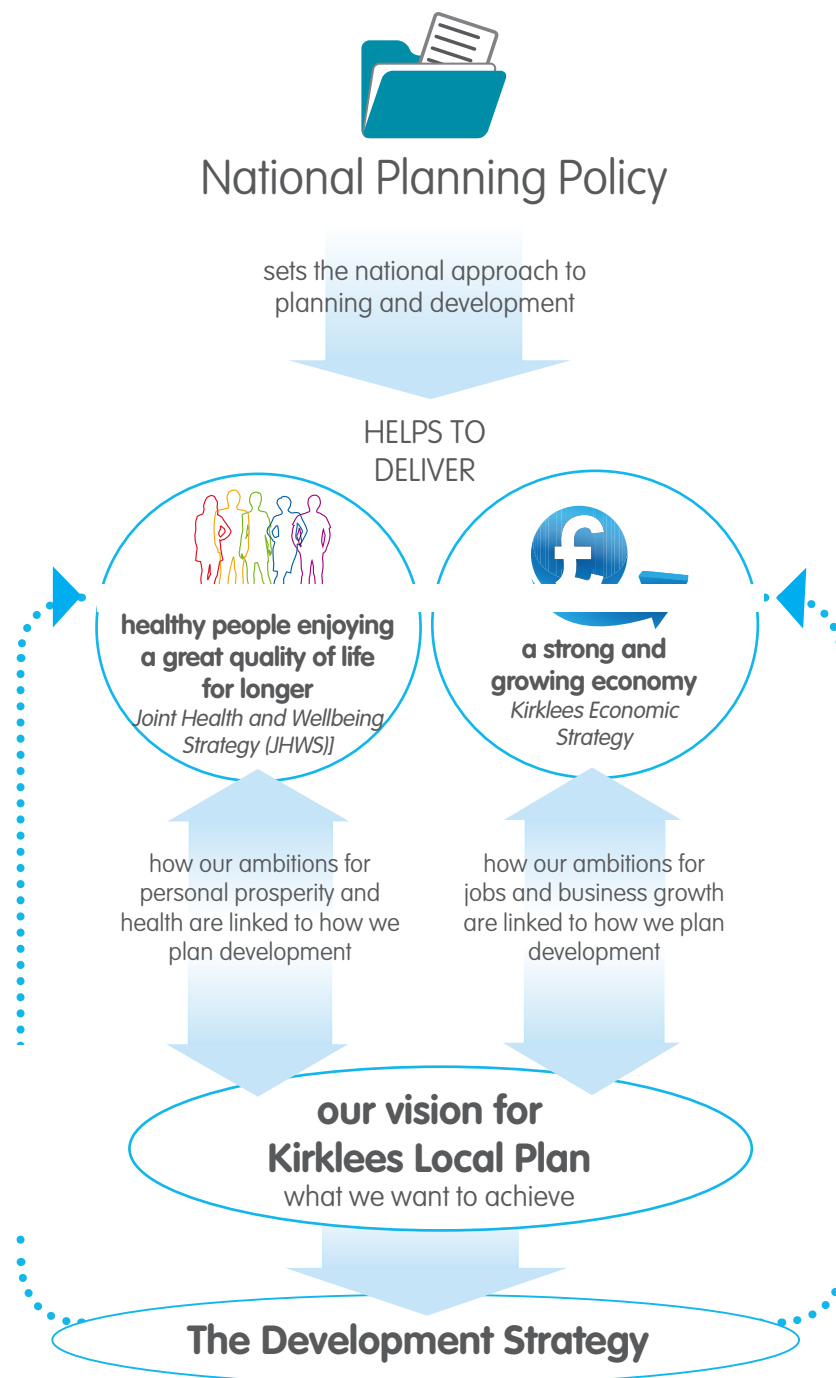 National Planning Policy
sets the national approach to
planning and development
HELPS TO
DELIVER
healthy people enjoying
a great quality of life
for longer
Joint Health and Wellbeing
Strategy (JHWS)]
£
a strong and
growing economy
Kirklees Economic
Strategy
how our ambitions for
personal prosperity and
health are linked to how we
plan development
how our ambitions for
jobs and business growth
are linked to how we plan
development
our vision for
Kirklees Local Plan
what we want to achieve
The Development Strategy